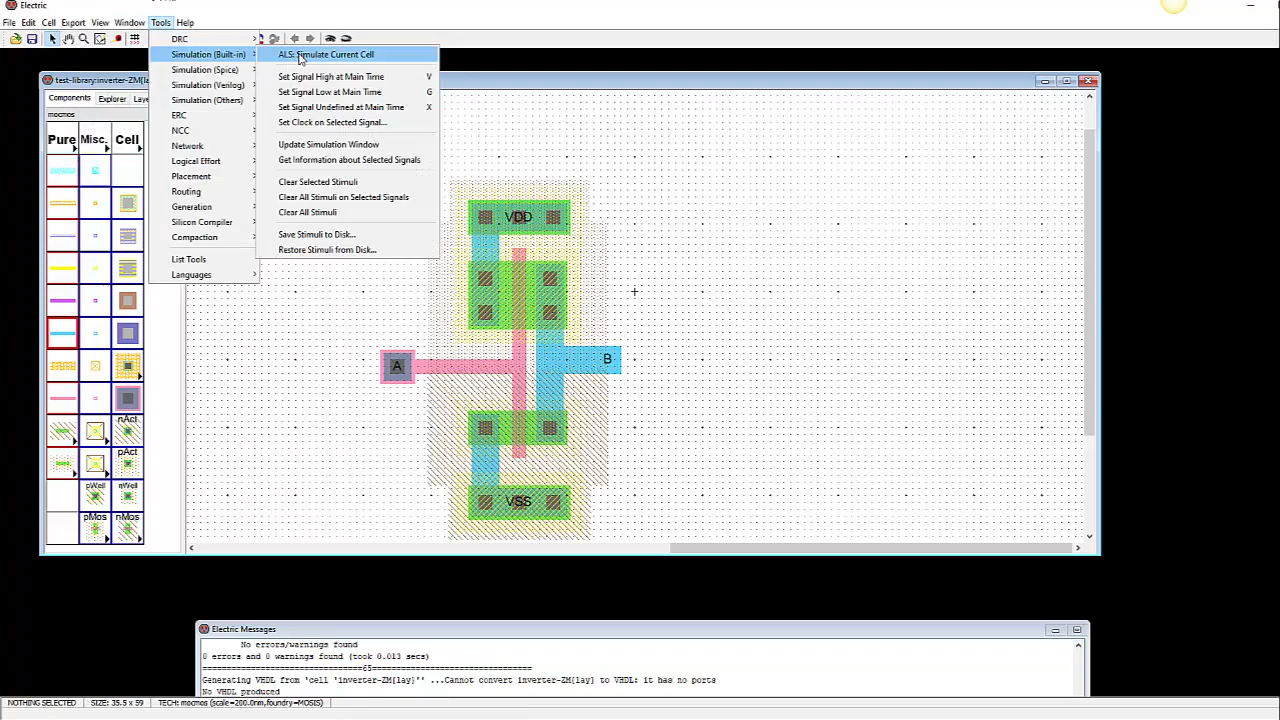 Electric
File Edit Cell Export Window Tools Help
DRC
Simulation (Built-in)
Simulation (Spice)
Simulation (Verilog)
Simulation (Others)
ERC
NCC
Network
Logical Effort
Placement
Routing
Generation
Silicon Compiler
Compaction
List Tools
Languages
ALS: Simulate Current Cell
Set Signal High at Main Time V
Set Signal Low at Main Time G
Set Signal Undefined at Main Time X
Set Clock on Selected Signal...
Update Simulation Window
Get Information about Selected Signals
Clear Selected Stimuli
Clear All Stimuli on Selected Signals
Clear All Stimuli
Save Stimuli to Disk...
Restore Stimuli from Disk...
test-library:inverter-ZM[la
Components Explorer Laye
mocmos
Pure Misc. Cell
nAct
pAct
pWell nWell
pMos nMos
VDD
A
B
VSS
Electric Messages
No errors/warnings found
0 errors and 0 warnings found (took 0.013 secs)
================================65================================
Generating VHDL from 'cell 'inverter-ZM[lay]'' ...Cannot convert inverter-ZM[lay] to VHDL: it has no ports
No VHDL produced
NOTHING SELECTED SIZE: 35.5 x 59 TECH: mocmos (scale=200.0nm,foundry=MOSIS)